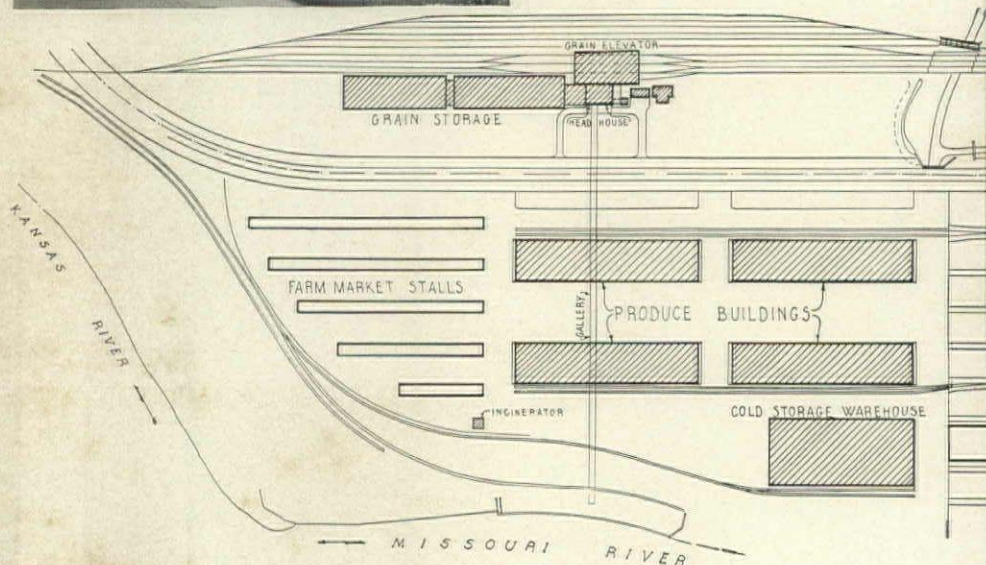 GRAIN ELEVATOR
GRAIN STORAGE
HEAD HOUSE
KANSAS RIVER
FARM MARKET STALLS
GALLERY
PRODUCE BUILDINGS
INCINERATOR
COLD STORAGE WAREHOUSE
MISSOURI RIVER